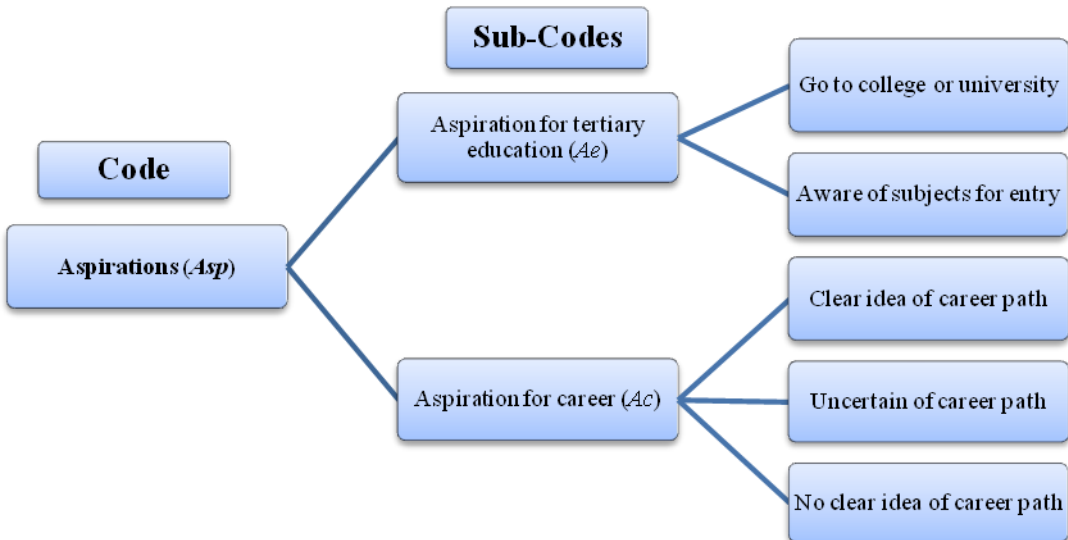 Sub-Codes
Code
Aspirations (Asp)
Aspiration for tertiary
education (Ae)
Go to college or university
Aware of subjects for entry
Aspiration for career (Ac)
Clear idea of career path
Uncertain of career path
No clear idea of career path